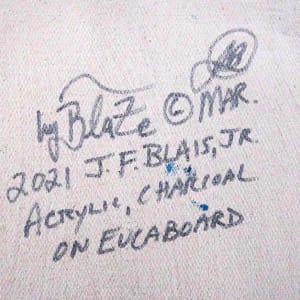 by BlaZe © MAR.
2021 J.F. BLAIS, JR.
ACRYLIC, CHARCOAL
ON EUCABOARD